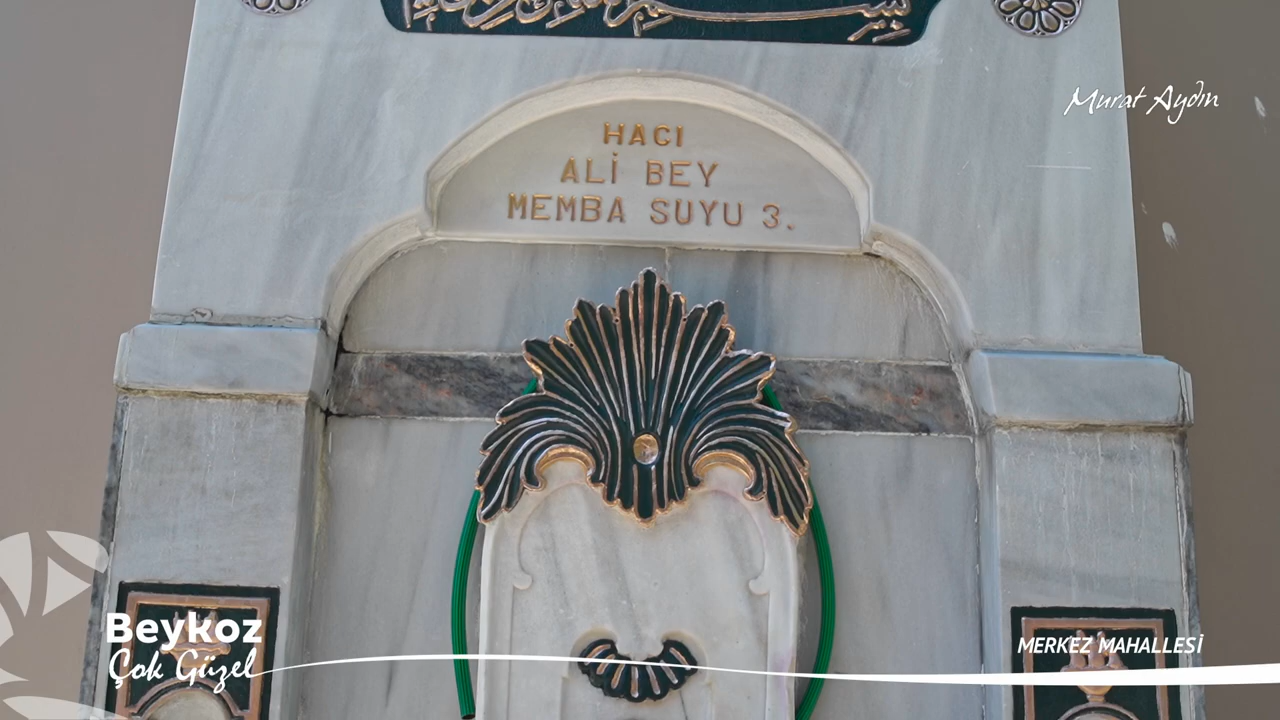 Murat Aydın
HACI
ALİ BEY
MEMBA SUYU 3.
Beykoz
Çok Güzel
MERKEZ MAHALLESİ